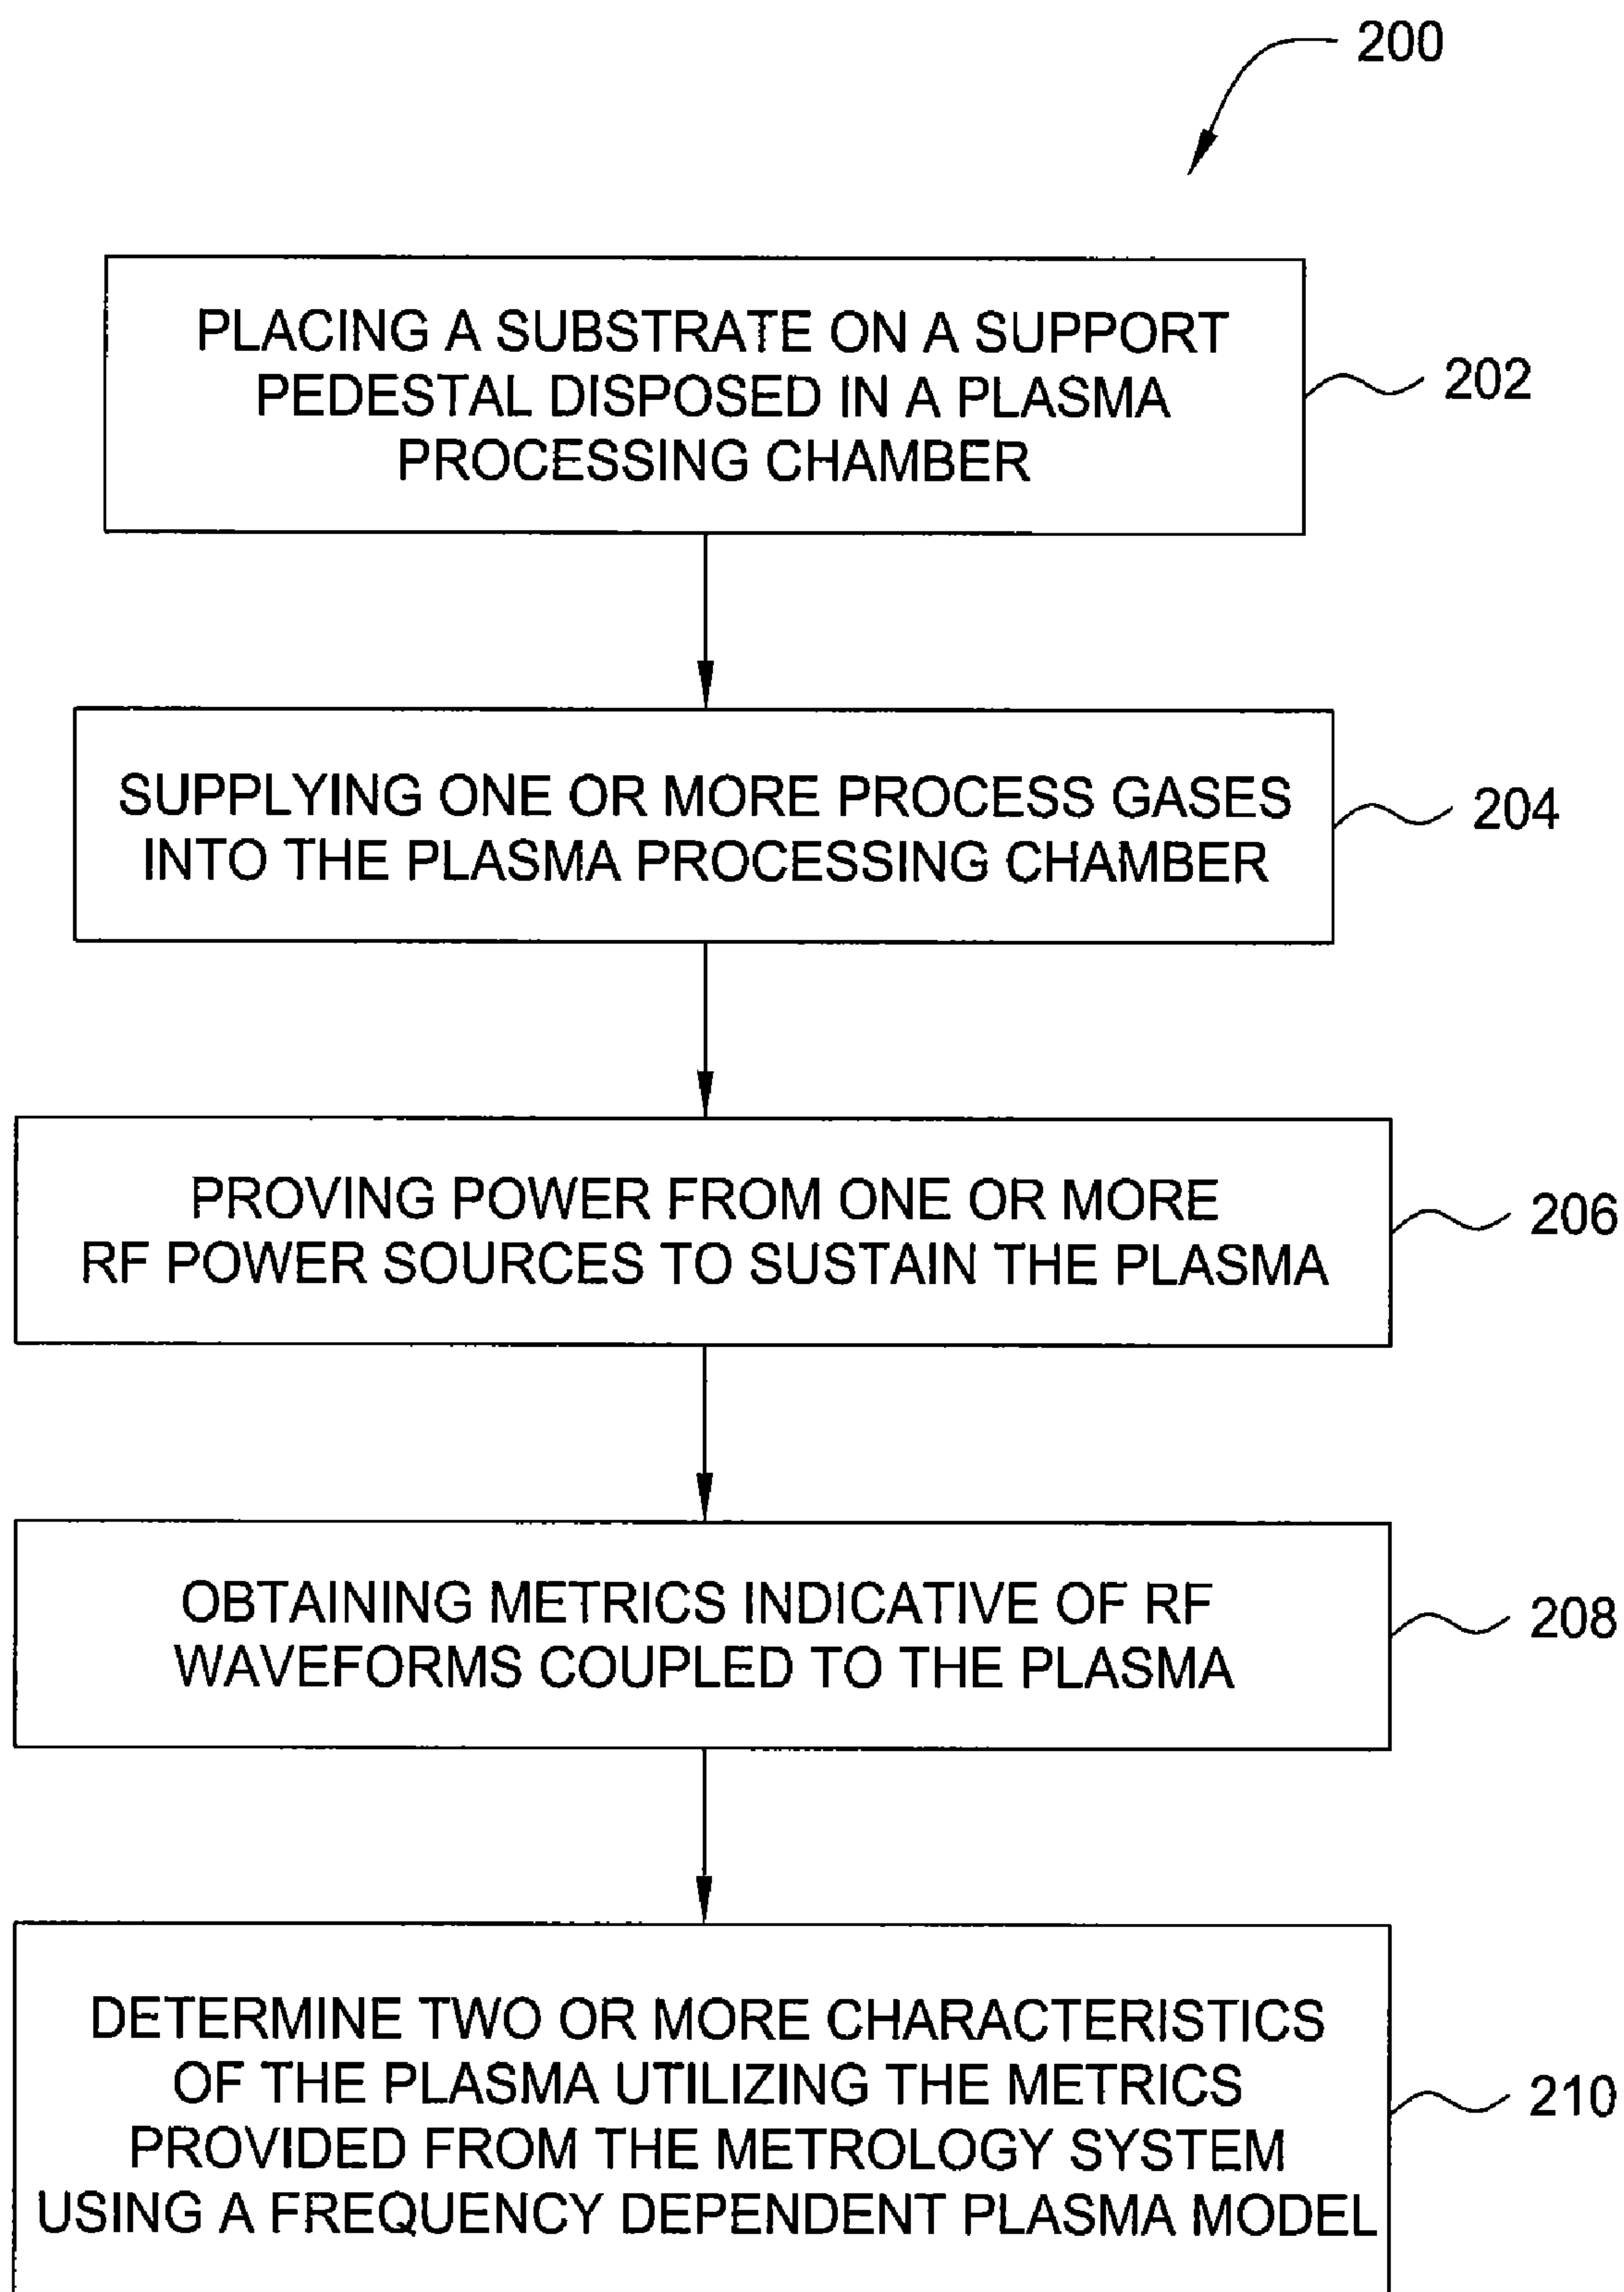 200
PLACING A SUBSTRATE ON A SUPPORT
PEDESTAL DISPOSED IN A PLASMA
PROCESSING CHAMBER
202
SUPPLYING ONE OR MORE PROCESS GASES
INTO THE PLASMA PROCESSING CHAMBER
204
PROVING POWER FROM ONE OR MORE
RF POWER SOURCES TO SUSTAIN THE PLASMA
206
OBTAINING METRICS INDICATIVE OF RF
WAVEFORMS COUPLED TO THE PLASMA
208
DETERMINE TWO OR MORE CHARACTERISTICS
OF THE PLASMA UTILIZING THE METRICS
PROVIDED FROM THE METROLOGY SYSTEM
USING A FREQUENCY DEPENDENT PLASMA MODEL
210